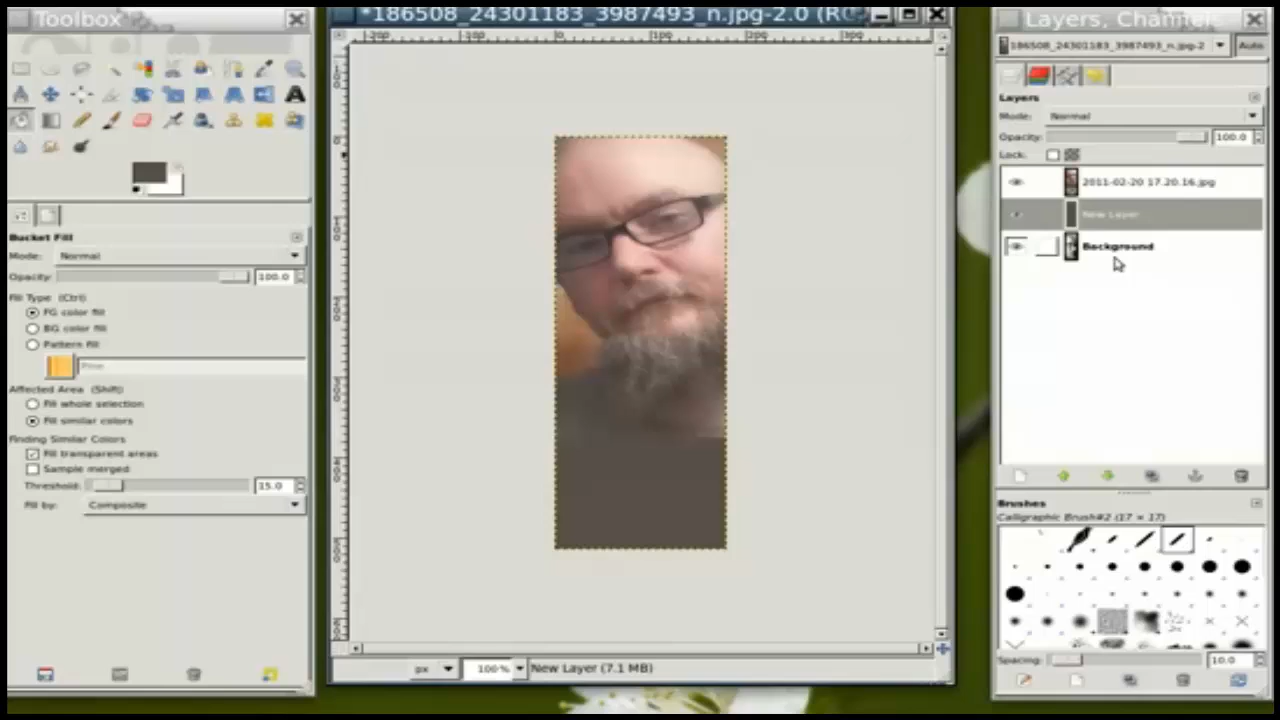 Toolbox
Bucket Fill
Mode: Normal
Opacity: 100.0
Fill Type (Ctrl)
FG color fill
BG color fill
Pattern fill
Pine
Affected Area (Shift)
Fill whole selection
Fill similar colors
Finding Similar Colors
Fill transparent areas
Sample merged
Threshold: 15.0
Fill by: Composite
*186508_24301183_3987493_n.jpg-2.0 (RG
px 100% New Layer (7.1 MB)
Layers, Channels
186508_24301183_3987493_n.jpg-2 Auto
Layers
Mode: Normal
Opacity: 100.0
Lock:
2011-02-20 17.20.16.jpg
New Layer
Background
Brushes
Calligraphic Brush#2 (17 × 17)
Spacing: 10.0